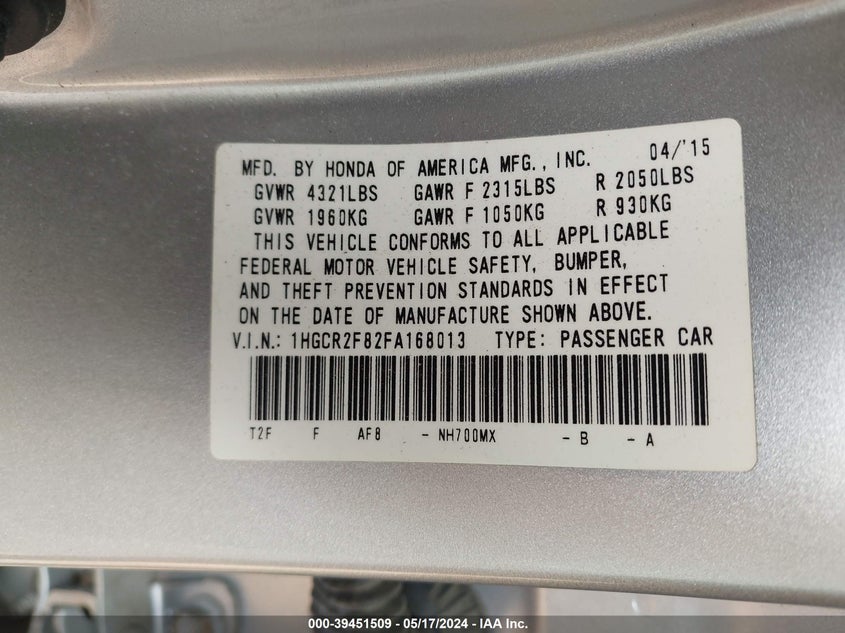 MFD. BY HONDA OF AMERICA MFG., INC. 04/'15
GVWR 4321LBS GAWR F 2315LBS R 2050LBS
GVWR 1960KG GAWR F 1050KG R 930KG
THIS VEHICLE CONFORMS TO ALL APPLICABLE
FEDERAL MOTOR VEHICLE SAFETY, BUMPER,
AND THEFT PREVENTION STANDARDS IN EFFECT
ON THE DATE OF MANUFACTURE SHOWN ABOVE.
V.I.N.: 1HGCR2F82FA168013 TYPE: PASSENGER CAR
T2F F AF8 - NH700MX - B - A
000-39451509 / 05/17/2024 / IAA Inc.